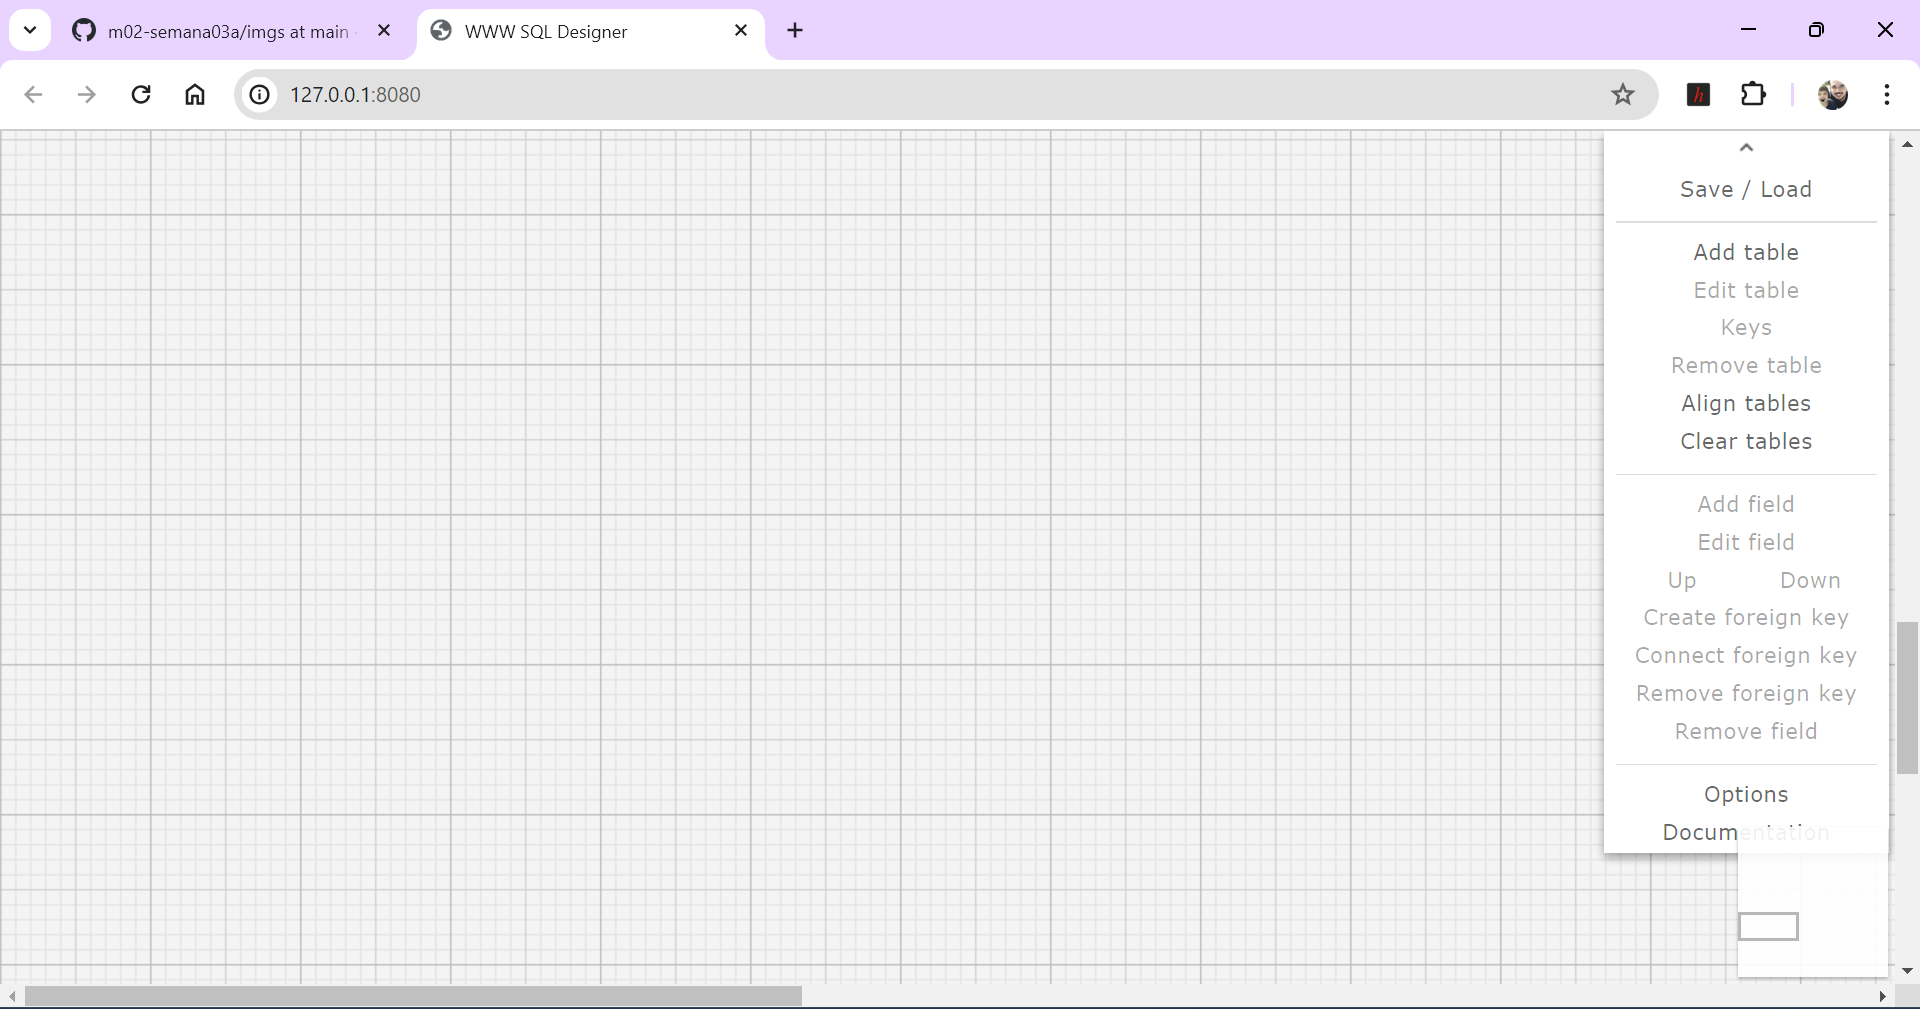 m02-semana03a/imgs at main
WWW SQL Designer
127.0.0.1:8080
h
Save / Load
Add table
Edit table
Keys
Remove table
Align tables
Clear tables
Add field
Edit field
Up Down
Create foreign key
Connect foreign key
Remove foreign key
Remove field
Options
Documentation